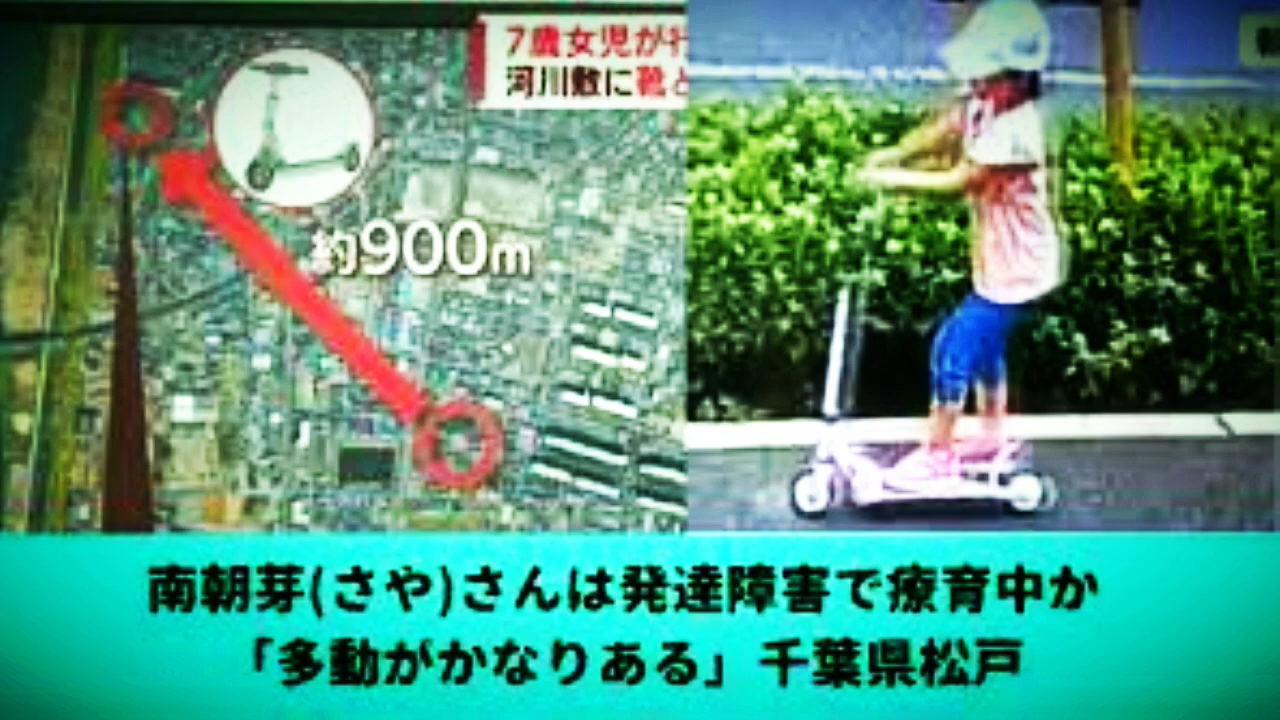 7歳女児が行
河川敷に靴と
約900m
南朝芽(さや)さんは発達障害で療育中か
「多動がかなりある」千葉県松戸